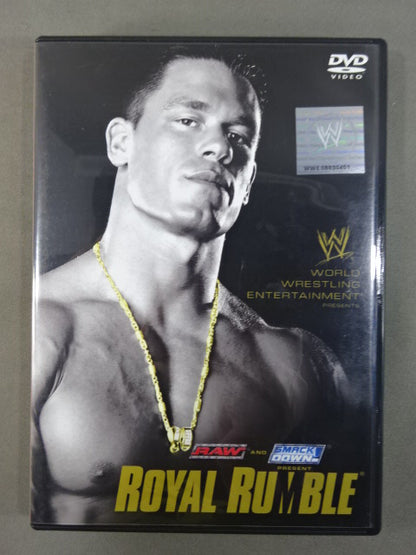 DVD
VIDEO
W
WORLD
WRESTLING
ENTERTAINMENT®
PRESENTS
RAW AND SMACK
DOWN!
PRESENT
ROYAL RUMBLE®